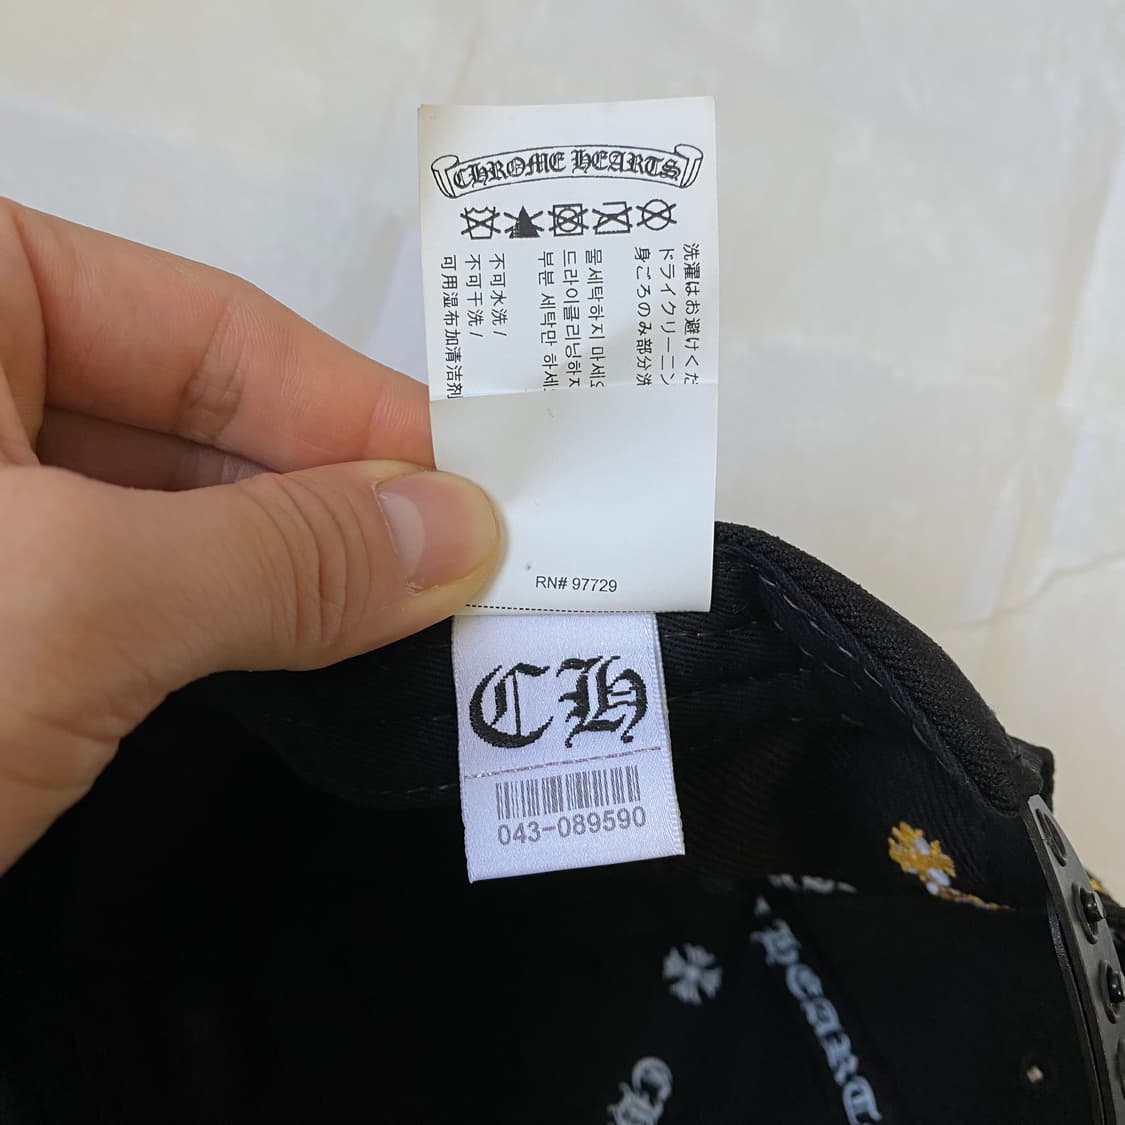 CHROME HEARTS
洗濯はお避けくだ
ドライクリーニン
身ごろのみ部分洗
물세탁하지 마세요
드라이클리닝하지
부분 세탁만 하세
不可水洗 /
不可干洗 /
可用湿布加清洁剂
RN# 97729
CH
043-089590
HEART